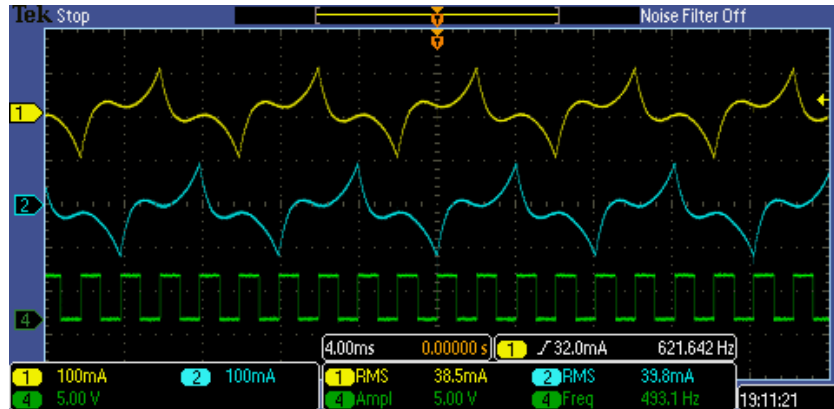 Tek Stop Noise Filter Off
T
T
1
2
4
4.00ms 0.00000 s 1 32.0mA 621.642 Hz
1 100mA 2 100mA 1 RMS 38.5mA 2 RMS 39.8mA
4 5.00 V 4 Ampl 5.00 V 4 Freq 493.1 Hz 19:11:21